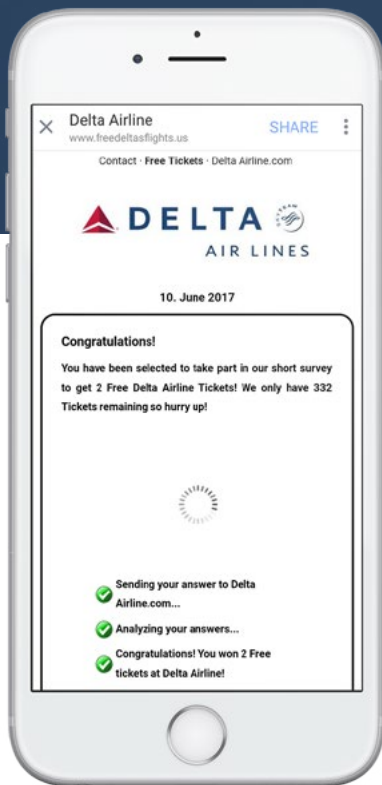 Delta Airline
www.freedeltasflights.us
SHARE
Contact · Free Tickets · Delta Airline.com
DELTA
AIR LINES
10. June 2017
Congratulations!
You have been selected to take part in our short survey
to get 2 Free Delta Airline Tickets! We only have 332
Tickets remaining so hurry up!
Sending your answer to Delta
Airline.com...
Analyzing your answers...
Congratulations! You won 2 Free
tickets at Delta Airline!